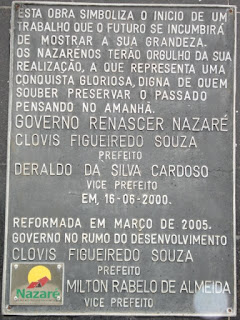 ESTA OBRA SIMBOLIZA O INICIO DE UM
TRABALHO QUE O FUTURO SE INCUMBIRÁ
DE MOSTRAR A SUA GRANDEZA.
OS NAZARÊNOS TERÃO ORGULHO DA SUA
REALIZAÇÃO, A QUE REPRESENTA UMA
CONQUISTA GLORIOSA, DIGNA DE QUEM
SOUBER PRESERVAR O PASSADO
PENSANDO NO AMANHÃ.
GOVERNO RENASCER NAZARÉ
CLOVIS FIGUEIREDO SOUZA
PREFEITO
DERALDO DA SILVA CARDOSO
VICE PREFEITO
EM, 16-06-2000.
REFORMADA EM MARÇO DE 2005.
GOVERNO NO RUMO DO DESENVOLVIMENTO
CLOVIS FIGUEIREDO SOUZA
PREFEITO
MILTON RABELO DE ALMEIDA
VICE PREFEITO
Nazaré